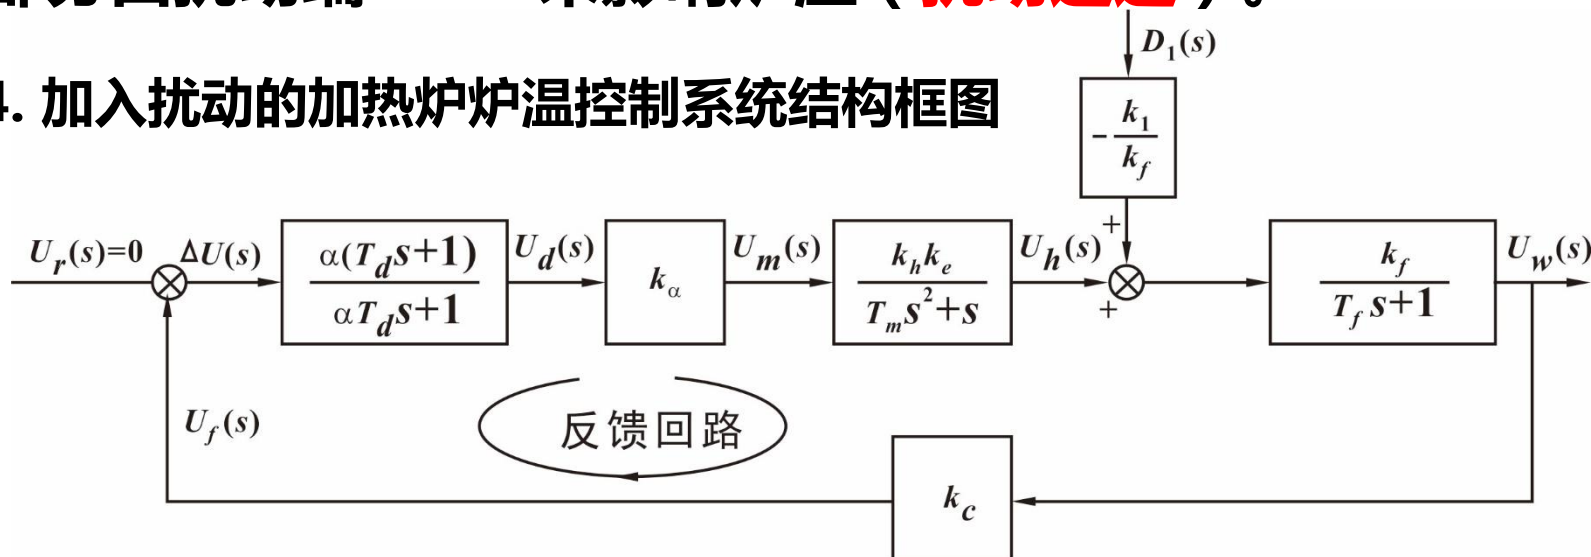 4. 加入扰动的加热炉炉温控制系统结构框图
D₁(s)
-k₁/k_f
U_r(s)=0
ΔU(s)
α(T_d s+1)/αT_d s+1
U_d(s)
k_α
U_m(s)
k_h k_e/T_m s²+s
U_h(s)
+
+
k_f/T_f s+1
U_w(s)
U_f(s)
反馈回路
k_c